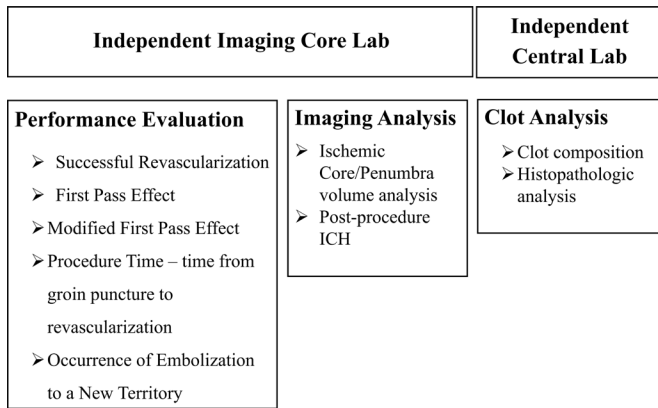 Independent Imaging Core Lab
Independent
Central Lab
Performance Evaluation
➢ Successful Revascularization
➢ First Pass Effect
➢ Modified First Pass Effect
➢ Procedure Time – time from
groin puncture to
revascularization
➢ Occurrence of Embolization
to a New Territory
Imaging Analysis
➢ Ischemic
Core/Penumbra
volume analysis
➢ Post-procedure
ICH
Clot Analysis
➢ Clot composition
➢ Histopathologic
analysis